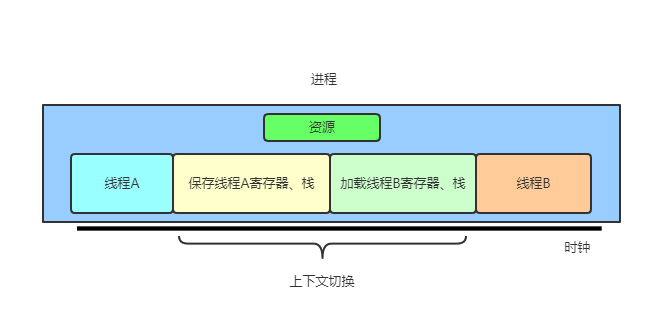 进程
资源
线程A
保存线程A寄存器、栈
加载线程B寄存器、栈
线程B
时钟
上下文切换